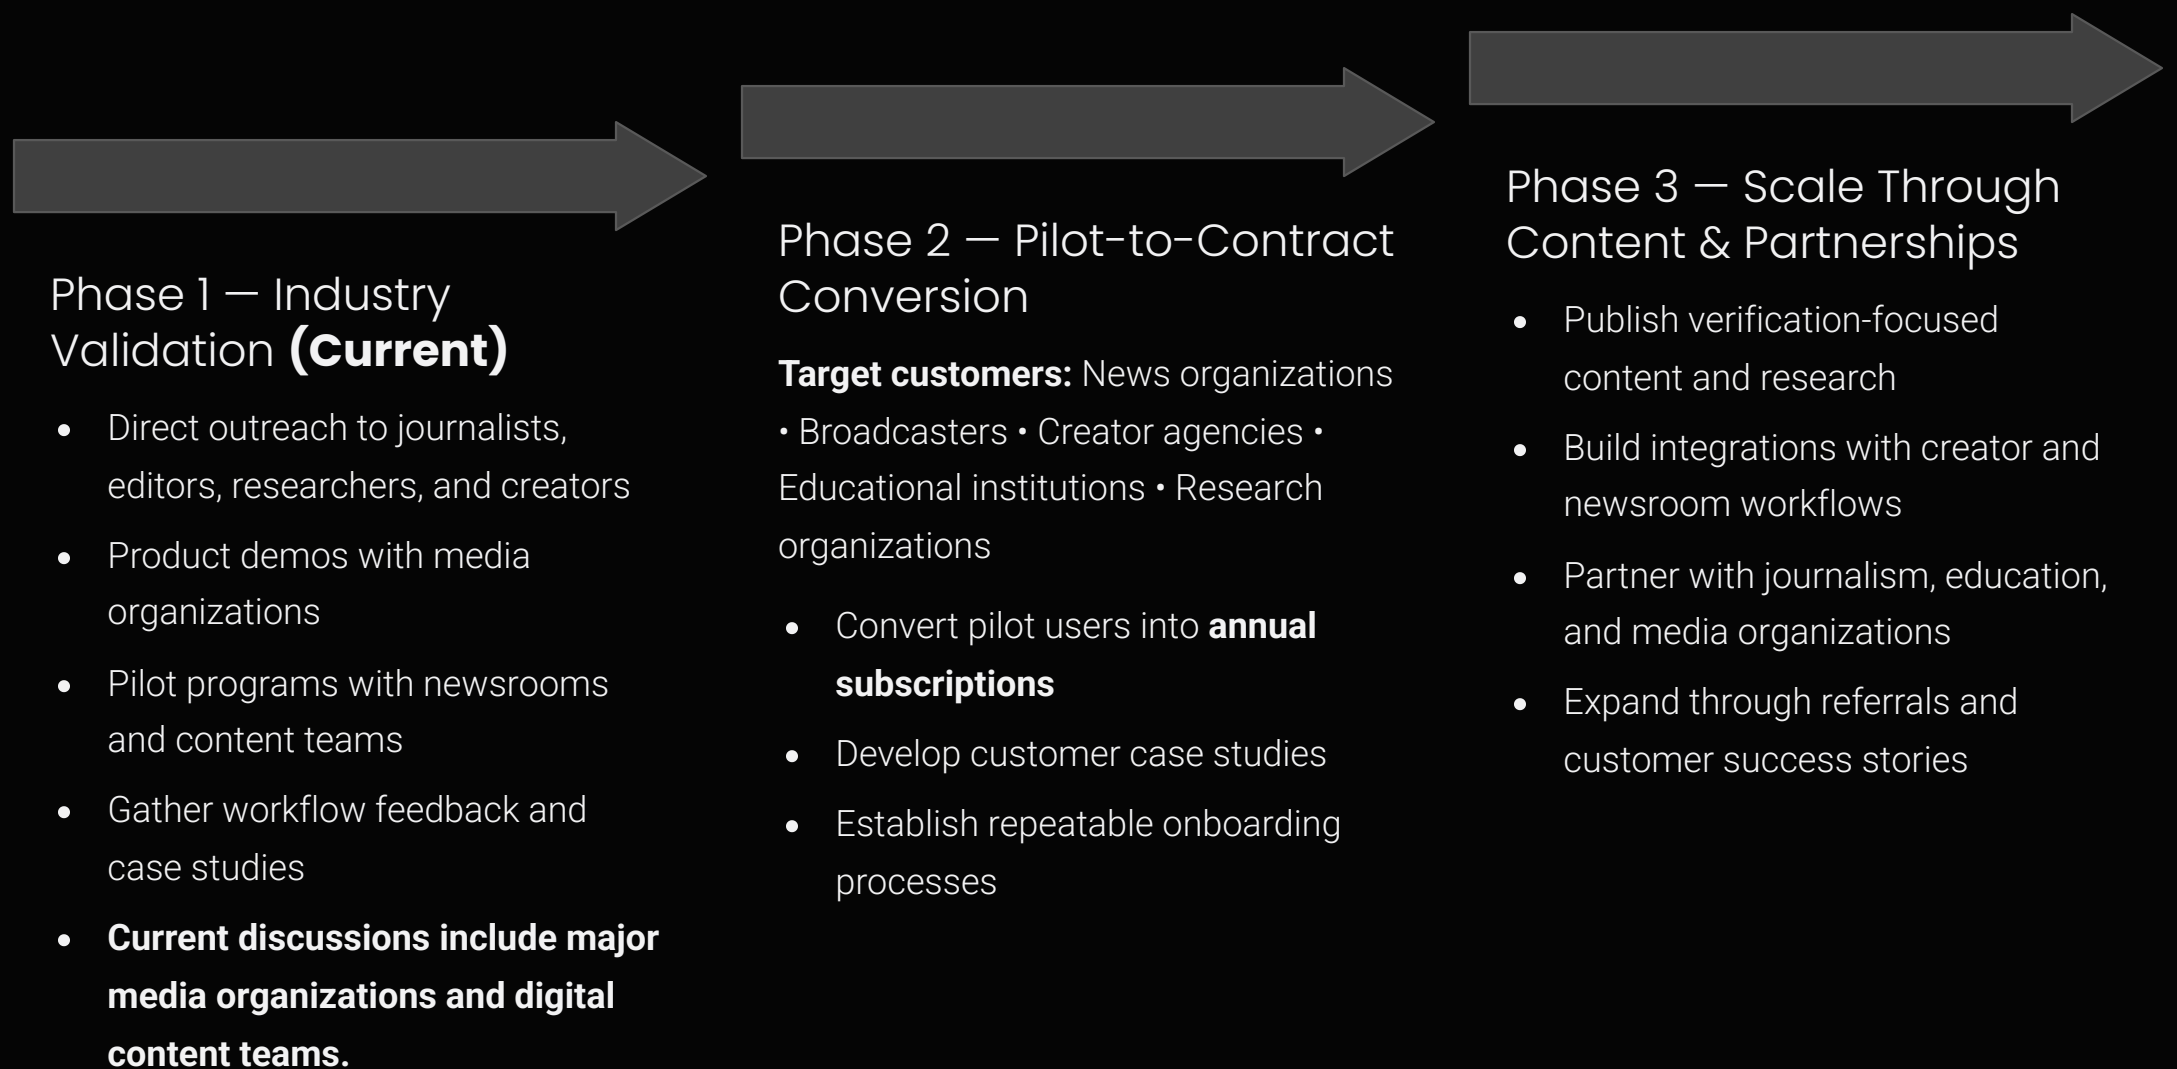 Phase 1 — Industry
Validation (Current)
• Direct outreach to journalists,
editors, researchers, and creators
• Product demos with media
organizations
• Pilot programs with newsrooms
and content teams
• Gather workflow feedback and
case studies
• Current discussions include major
media organizations and digital
content teams.
Phase 2 — Pilot-to-Contract
Conversion
Target customers: News organizations
• Broadcasters • Creator agencies •
Educational institutions • Research
organizations
• Convert pilot users into annual
subscriptions
• Develop customer case studies
• Establish repeatable onboarding
processes
Phase 3 — Scale Through
Content & Partnerships
• Publish verification-focused
content and research
• Build integrations with creator and
newsroom workflows
• Partner with journalism, education,
and media organizations
• Expand through referrals and
customer success stories